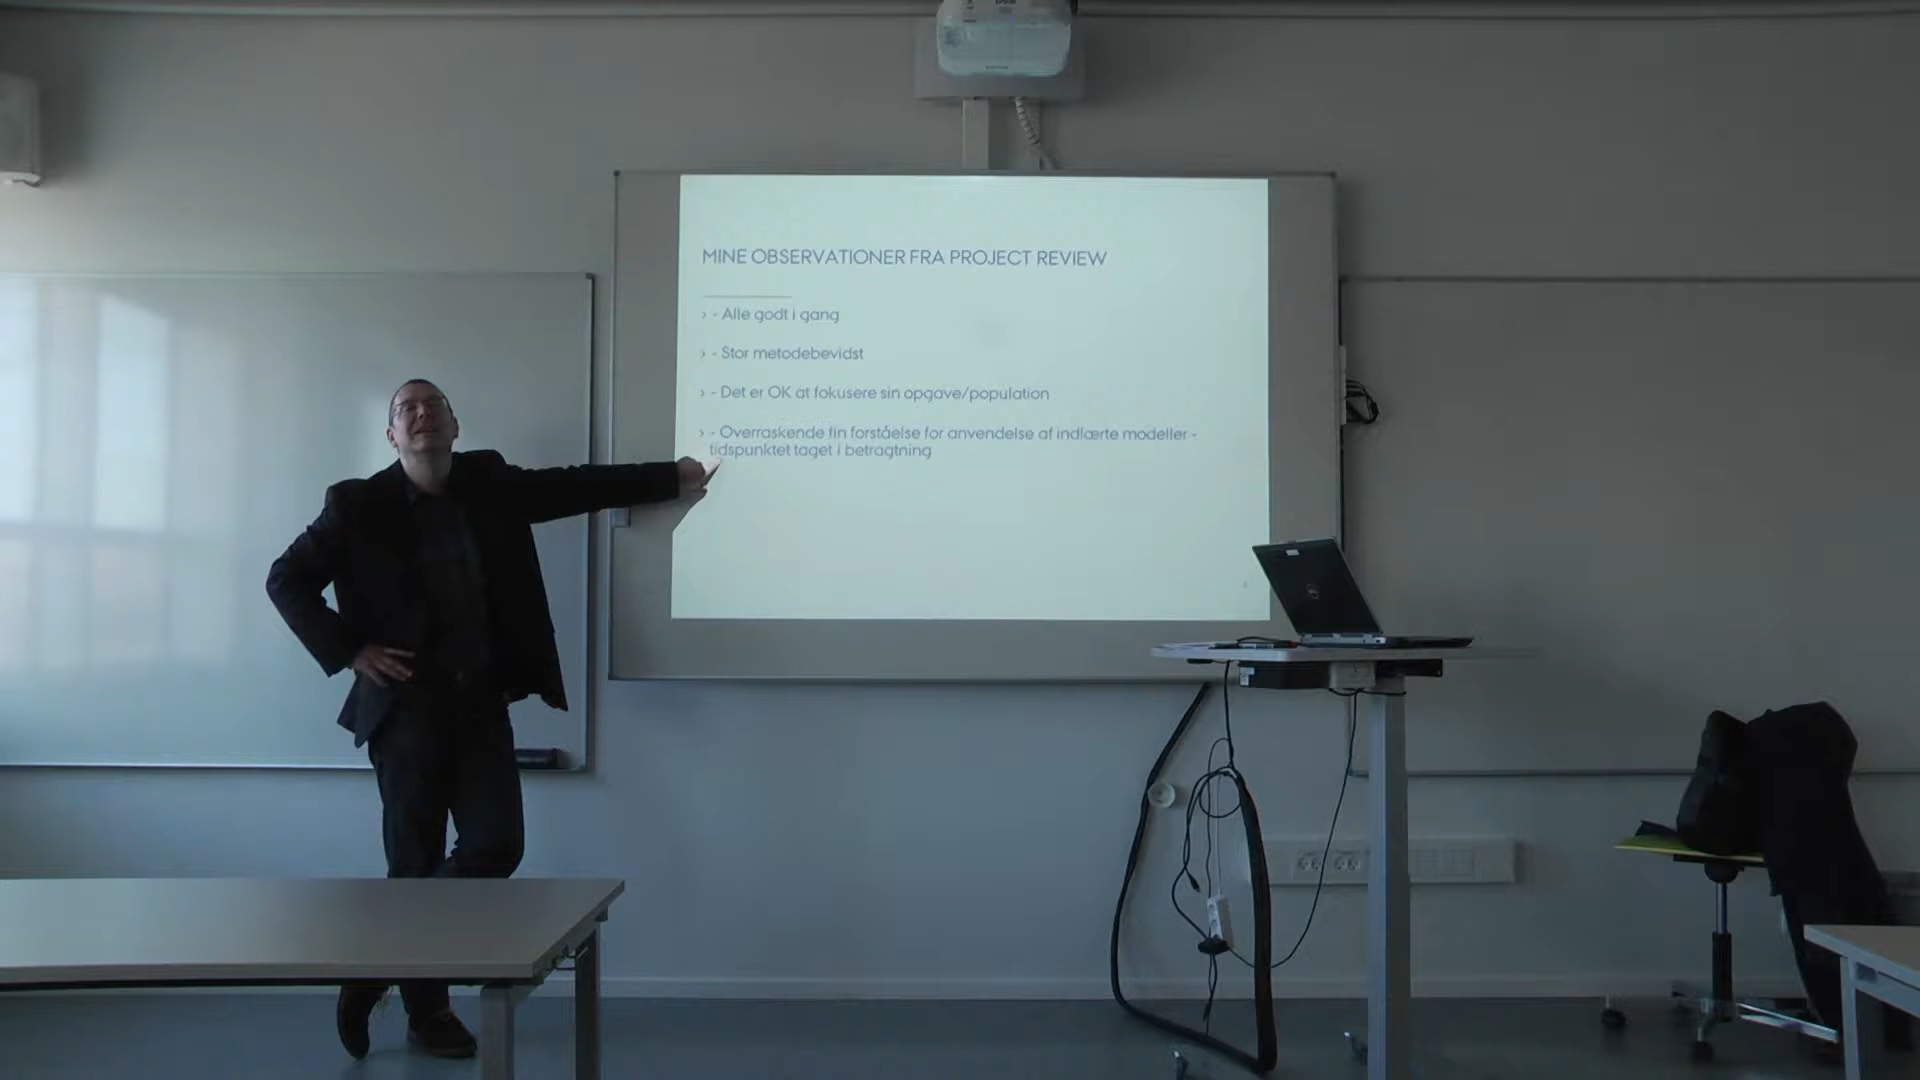 MINE OBSERVATIONER FRA PROJECT REVIEW
› - Alle godt i gang
› - Stor metodebevidst
› - Det er OK at fokusere sin opgave/population
› - Overraskende fin forståelse for anvendelse af indlærte modeller -
tidspunktet taget i betragtning